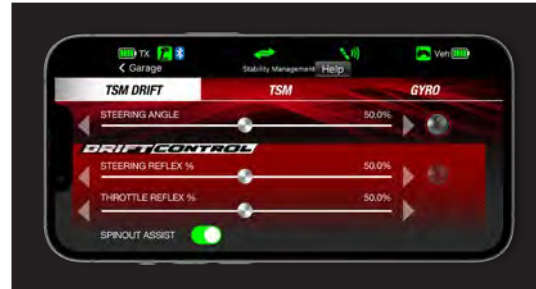 TX Veh
< Garage Stability Management Help
TSM DRIFT TSM GYRO
STEERING ANGLE 50.0%
DRIFT CONTROL
STEERING REFLEX % 50.0%
THROTTLE REFLEX % 50.0%
SPINOUT ASSIST